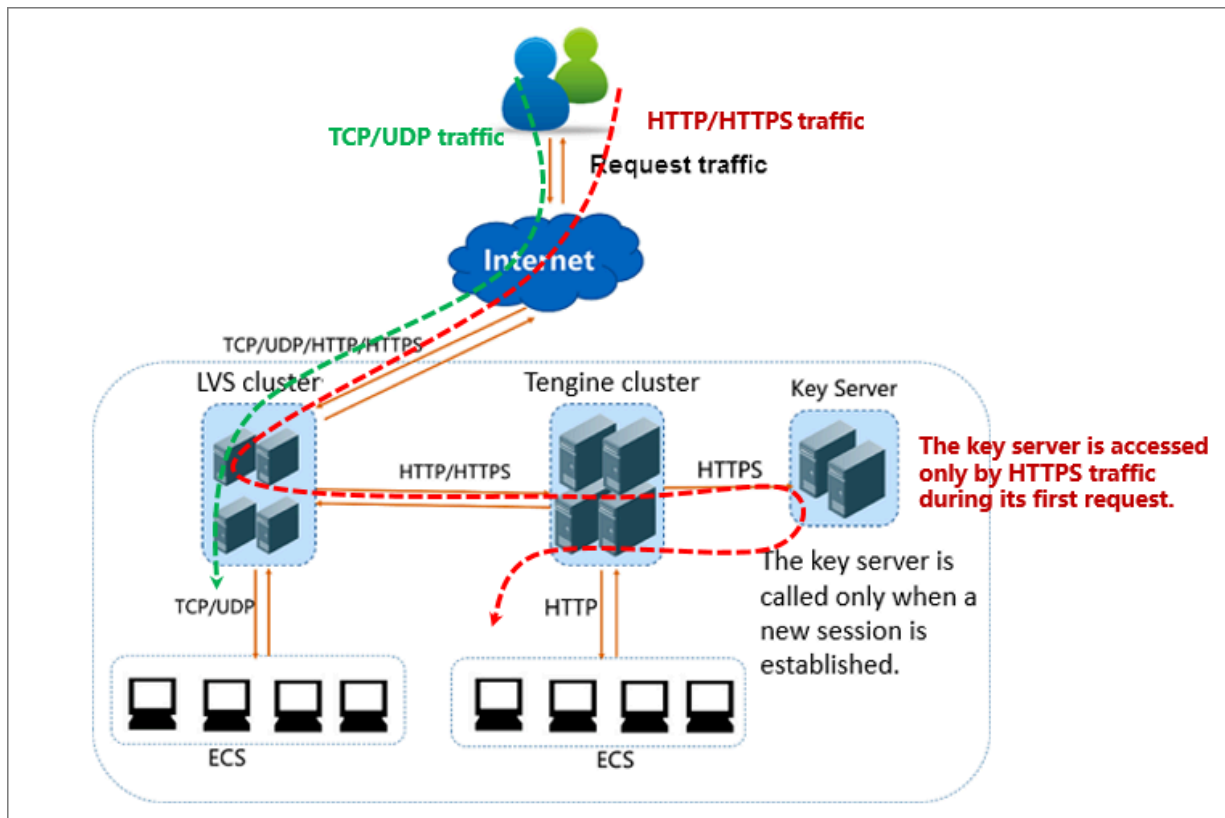 TCP/UDP traffic
HTTP/HTTPS traffic
Request traffic
Internet
TCP/UDP/HTTP/HTTPS
LVS cluster
Tengine cluster
Key Server
HTTP/HTTPS
HTTPS
The key server is accessed
only by HTTPS traffic
during its first request.
The key server is
called only when a
new session is
established.
TCP/UDP
HTTP
ECS
ECS